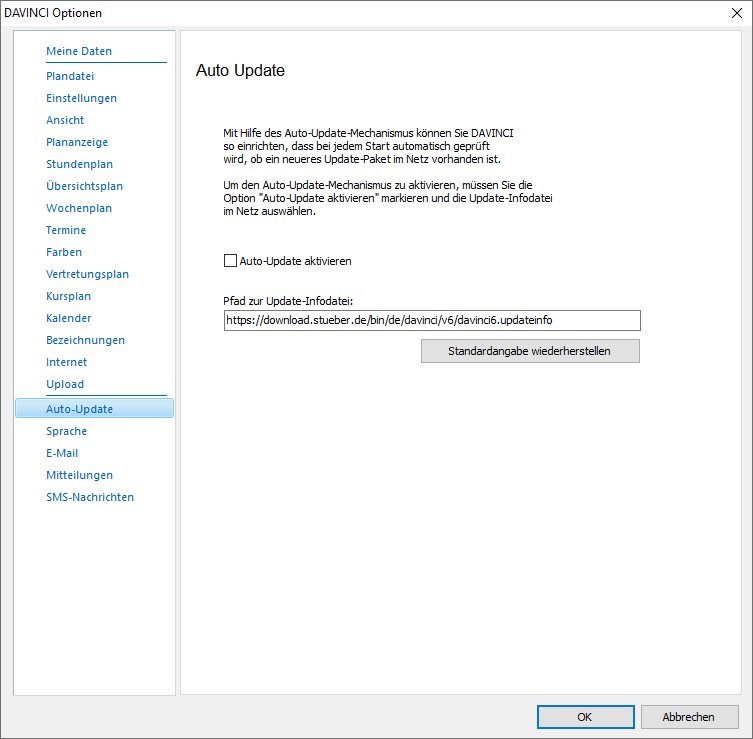 DAVINCI Optionen
Meine Daten
Plandatei
Einstellungen
Ansicht
Plananzeige
Stundenplan
Übersichtsplan
Wochenplan
Termine
Farben
Vertretungsplan
Kursplan
Kalender
Bezeichnungen
Internet
Upload
Auto-Update
Sprache
E-Mail
Mitteilungen
SMS-Nachrichten
Auto Update
Mit Hilfe des Auto-Update-Mechanismus können Sie DAVINCI
so einrichten, dass bei jedem Start automatisch geprüft
wird, ob ein neueres Update-Paket im Netz vorhanden ist.
Um den Auto-Update-Mechanismus zu aktivieren, müssen Sie die
Option "Auto-Update aktivieren" markieren und die Update-Infodatei
im Netz auswählen.
Auto-Update aktivieren
Pfad zur Update-Infodatei:
https://download.stueber.de/bin/de/davinci/v6/davinci6.updateinfo
Standardangabe wiederherstellen
OK
Abbrechen